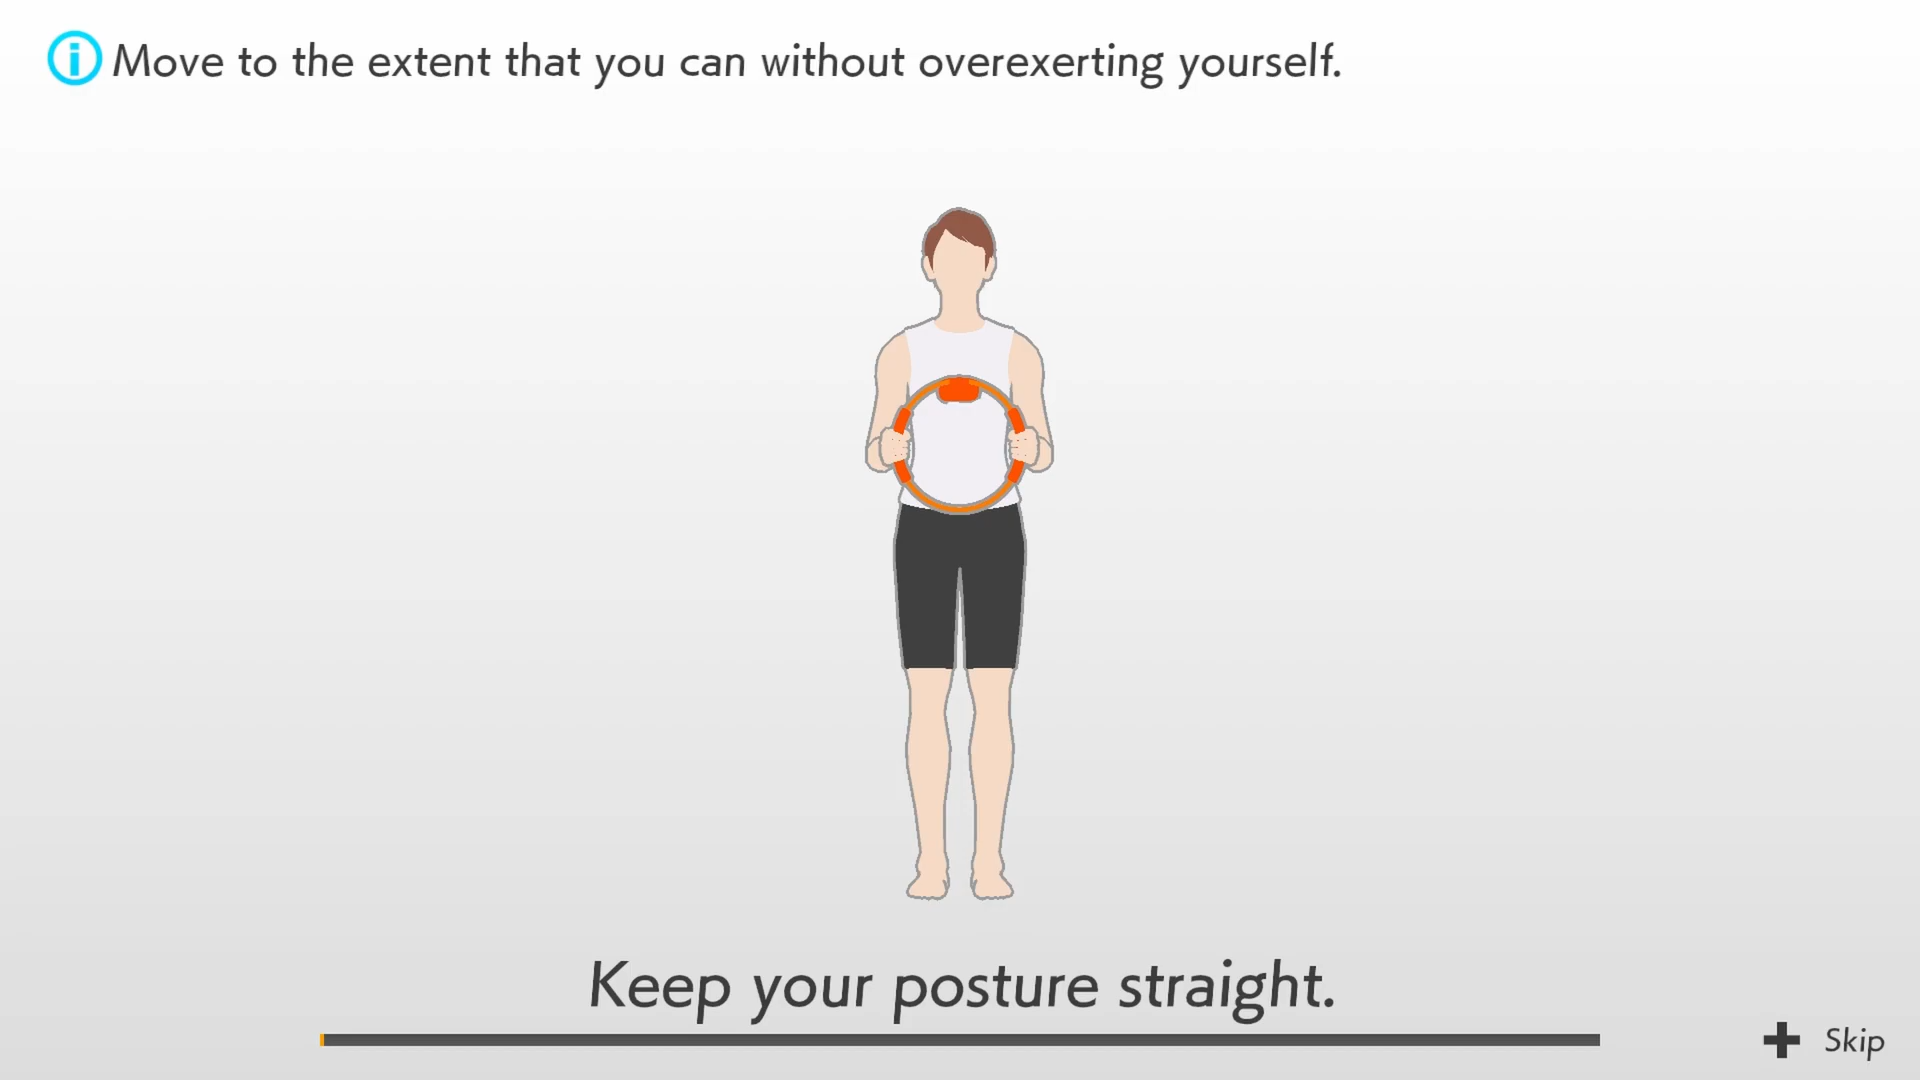 Move to the extent that you can without overexerting yourself.
Keep your posture straight.
Skip